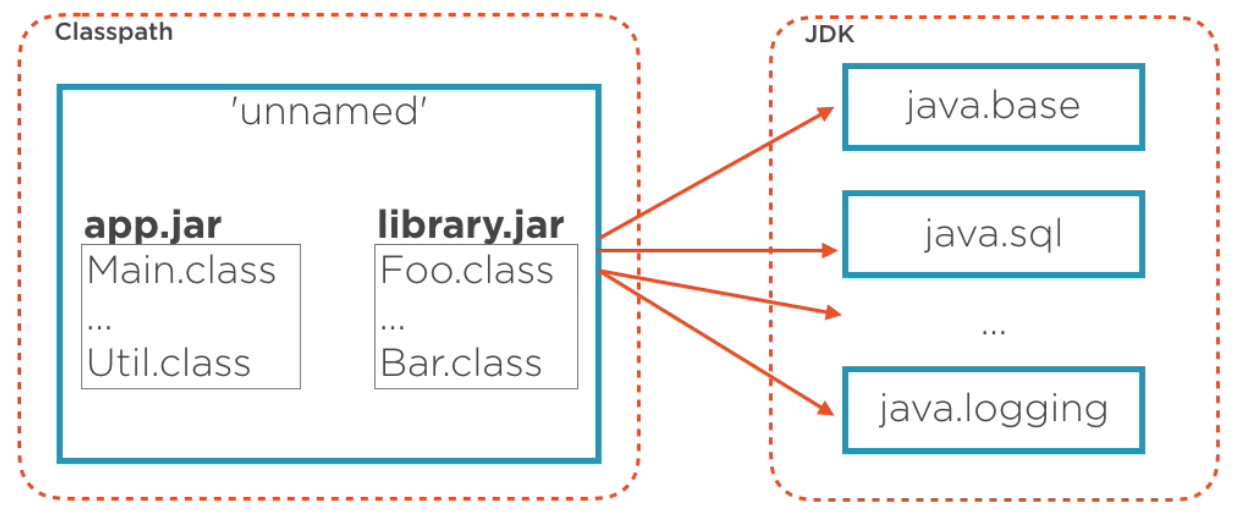 Classpath
'unnamed'
app.jar
Main.class
...
Util.class
library.jar
Foo.class
...
Bar.class
JDK
java.base
java.sql
...
java.logging